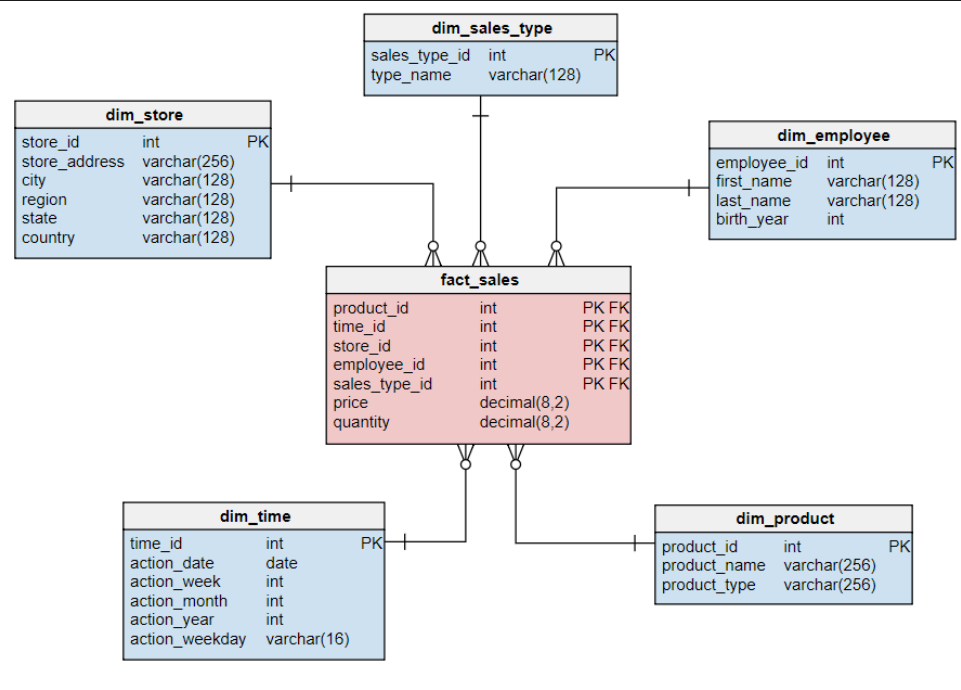 dim_sales_type
sales_type_id int PK
type_name varchar(128)
dim_store
store_id int PK
store_address varchar(256)
city varchar(128)
region varchar(128)
state varchar(128)
country varchar(128)
dim_employee
employee_id int PK
first_name varchar(128)
last_name varchar(128)
birth_year int
fact_sales
product_id int PK FK
time_id int PK FK
store_id int PK FK
employee_id int PK FK
sales_type_id int PK FK
price decimal(8,2)
quantity decimal(8,2)
dim_time
time_id int PK
action_date date
action_week int
action_month int
action_year int
action_weekday varchar(16)
dim_product
product_id int PK
product_name varchar(256)
product_type varchar(256)